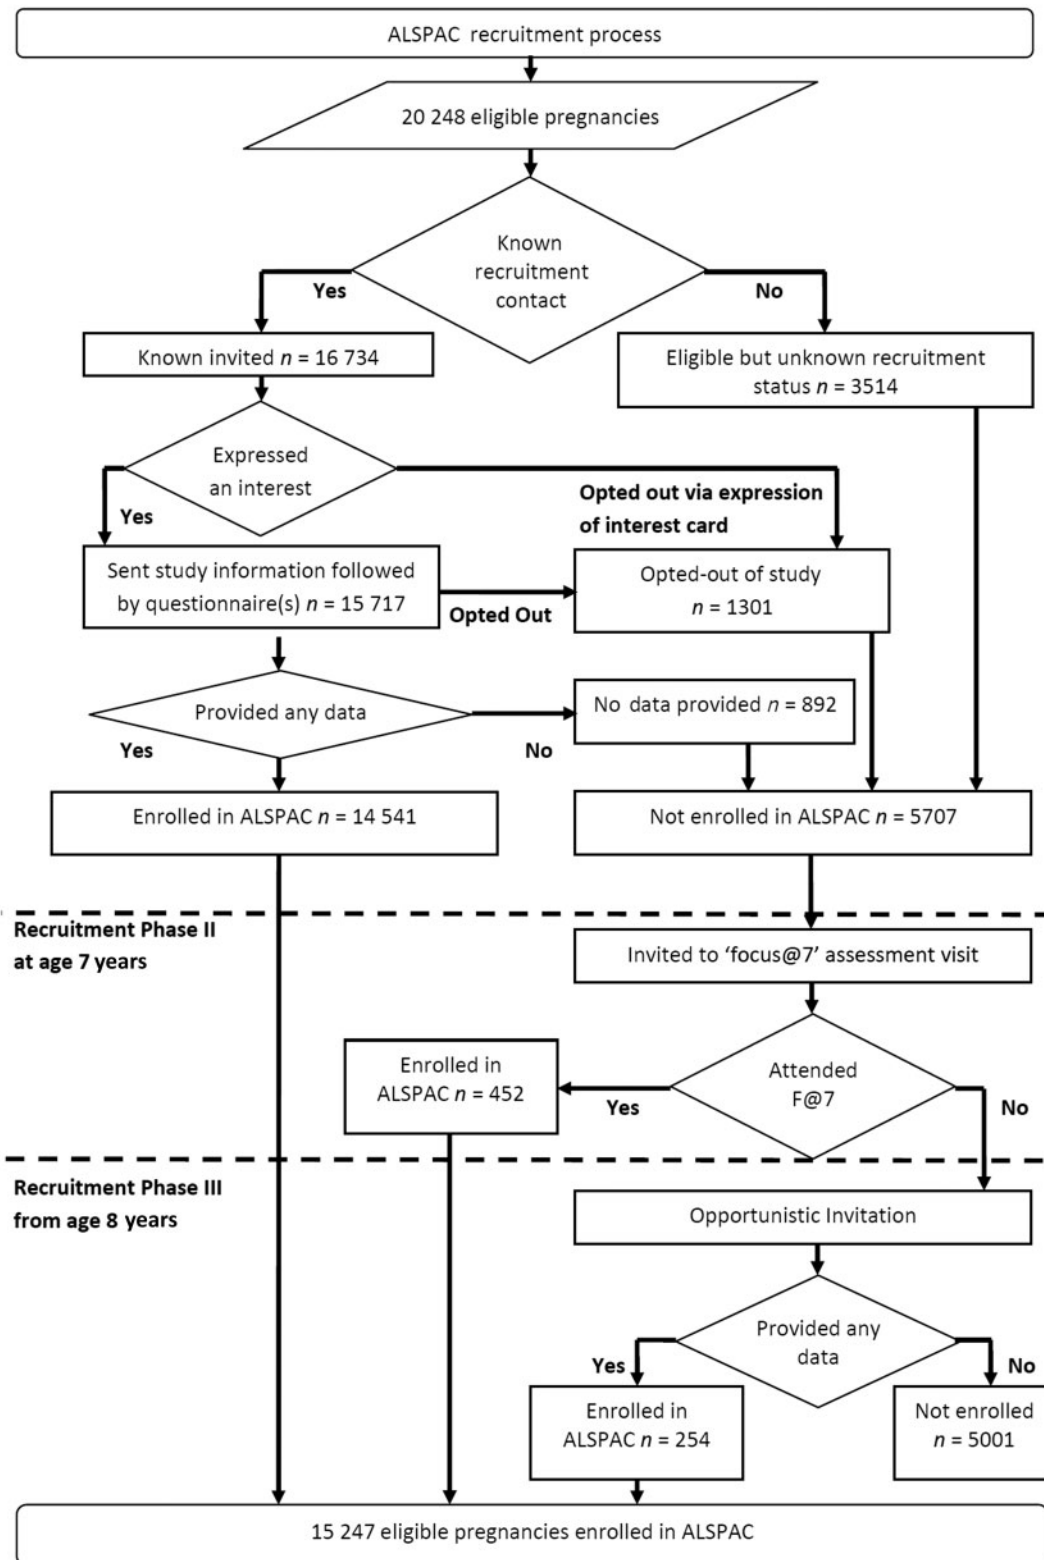 ALSPAC recruitment process
20 248 eligible pregnancies
Known
recruitment
contact
Yes
No
Known invited n = 16 734
Eligible but unknown recruitment
status n = 3514
Expressed
an interest
Yes
Opted out via expression
of interest card
Sent study information followed
by questionnaire(s) n = 15 717
Opted Out
Opted-out of study
n = 1301
Provided any data
Yes
No
No data provided n = 892
Enrolled in ALSPAC n = 14 541
Not enrolled in ALSPAC n = 5707
Recruitment Phase II
at age 7 years
Invited to ‘focus@7’ assessment visit
Attended
F@7
Yes
No
Enrolled in
ALSPAC n = 452
Recruitment Phase III
from age 8 years
Opportunistic Invitation
Provided any
data
Yes
No
Enrolled in
ALSPAC n = 254
Not enrolled
n = 5001
15 247 eligible pregnancies enrolled in ALSPAC